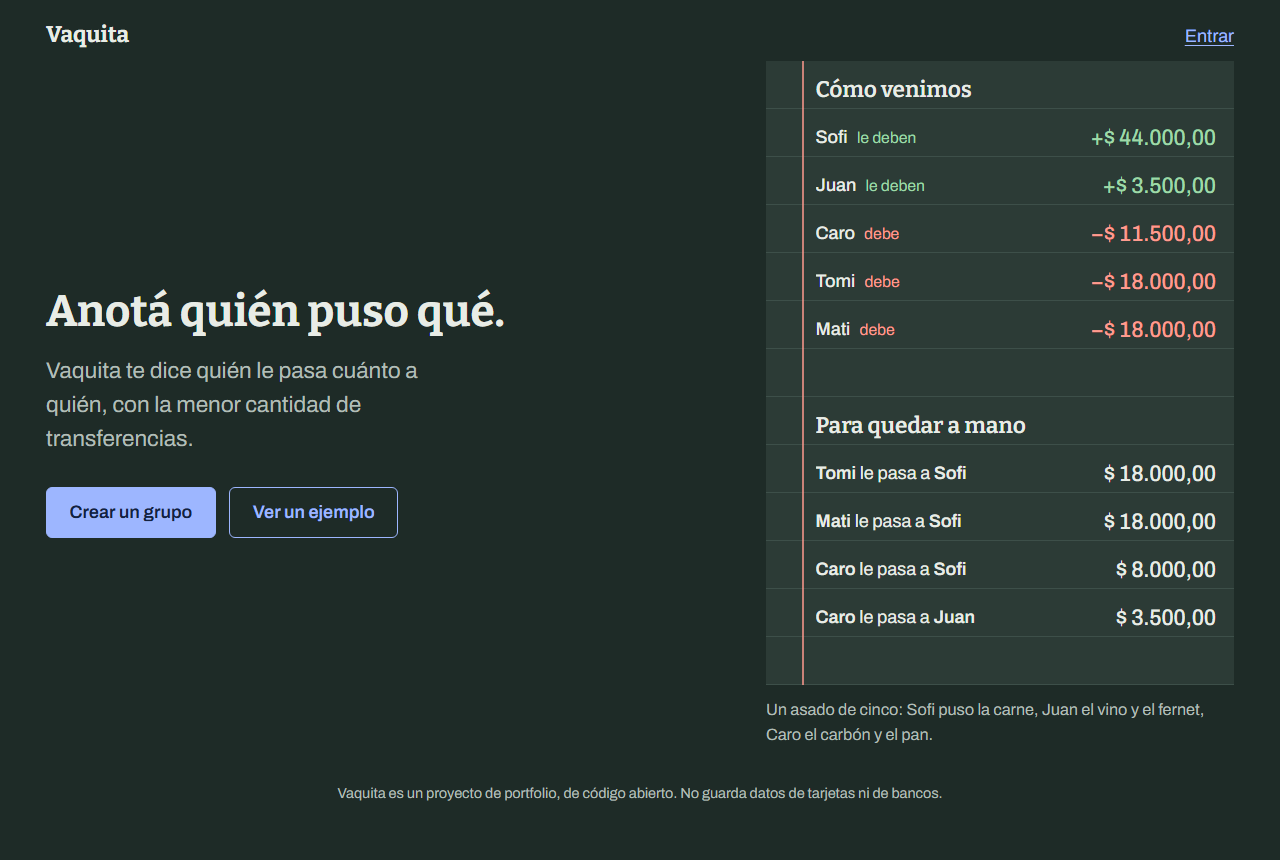 Vaquita
Entrar
Anotá quién puso qué.
Vaquita te dice quién le pasa cuánto a
quién, con la menor cantidad de
transferencias.
Crear un grupo
Ver un ejemplo
Cómo venimos
Sofi le deben +$ 44.000,00
Juan le deben +$ 3.500,00
Caro debe −$ 11.500,00
Tomi debe −$ 18.000,00
Mati debe −$ 18.000,00
Para quedar a mano
Tomi le pasa a Sofi $ 18.000,00
Mati le pasa a Sofi $ 18.000,00
Caro le pasa a Sofi $ 8.000,00
Caro le pasa a Juan $ 3.500,00
Un asado de cinco: Sofi puso la carne, Juan el vino y el fernet,
Caro el carbón y el pan.
Vaquita es un proyecto de portfolio, de código abierto. No guarda datos de tarjetas ni de bancos.